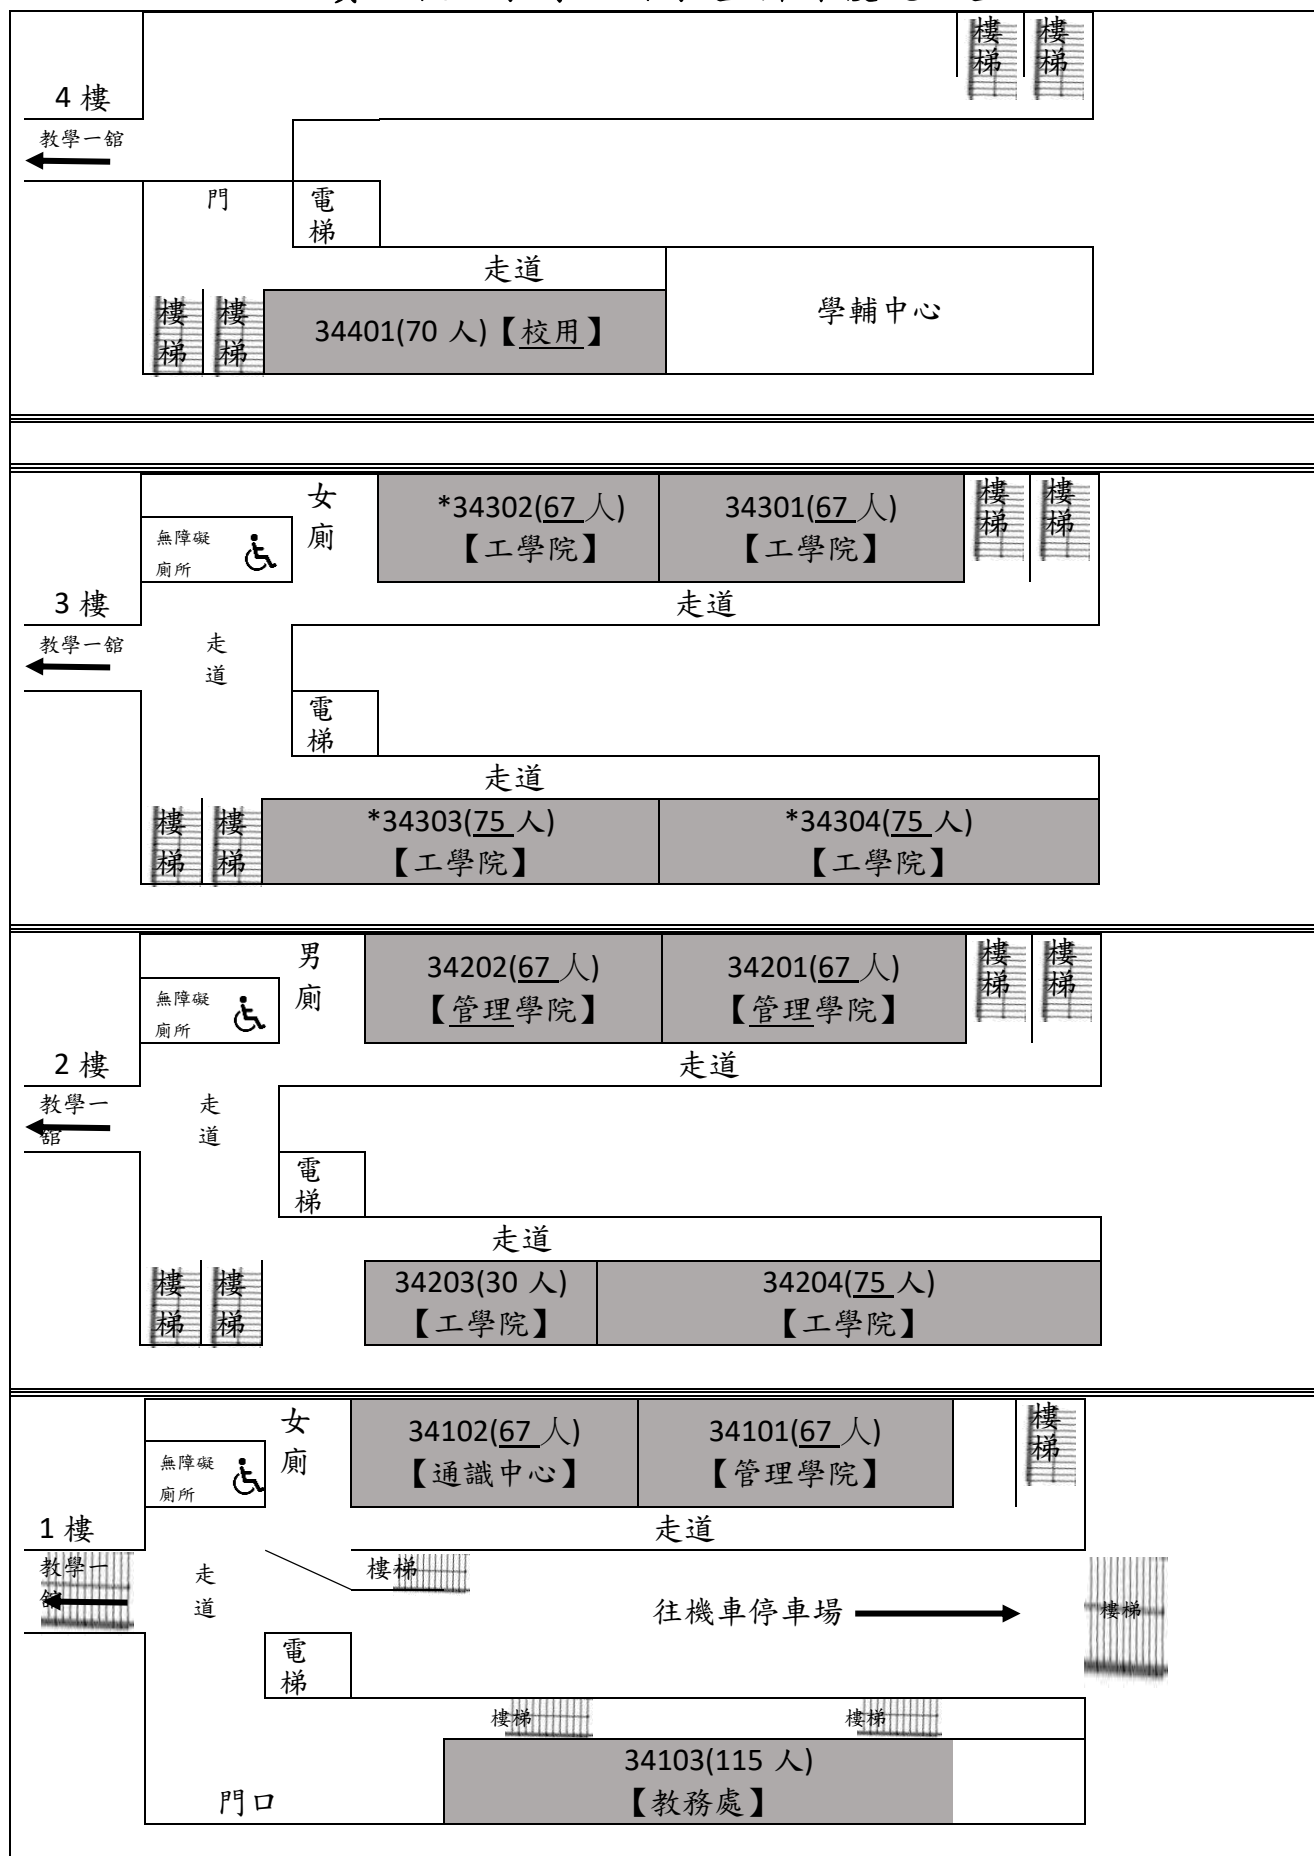 樓梯 樓梯
4 樓
教學一舘
門
電梯
走道
學輔中心
樓梯 樓梯
34401(70 人)【校用】
女廁
*34302(67 人)
【工學院】
34301(67 人)
【工學院】
樓梯 樓梯
無障礙
廁所
3 樓
走道
教學一舘
走道
電梯
走道
樓梯 樓梯
*34303(75 人)
【工學院】
*34304(75 人)
【工學院】
男廁
34202(67 人)
【管理學院】
34201(67 人)
【管理學院】
樓梯 樓梯
無障礙
廁所
2 樓
走道
教學一
舘
走道
電梯
走道
樓梯 樓梯
34203(30 人)
【工學院】
34204(75 人)
【工學院】
女廁
34102(67 人)
【通識中心】
34101(67 人)
【管理學院】
樓梯
無障礙
廁所
1 樓
走道
教學一
舘
走道
樓梯
往機車停車場
樓梯
電梯
樓梯
樓梯
34103(115 人)
【教務處】
門口